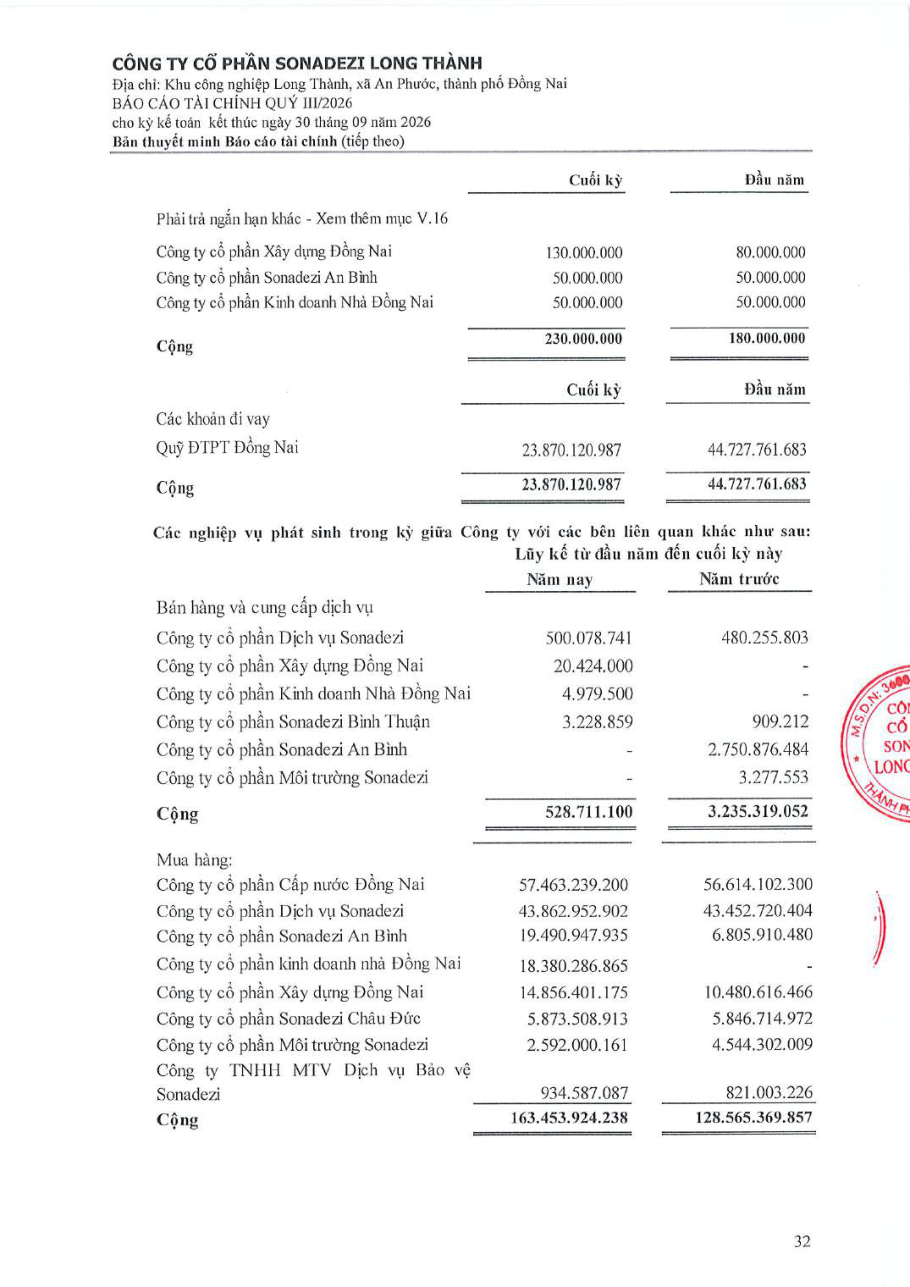 CÔNG TY CỔ PHẦN SONADEZI LONG THÀNH
Địa chỉ: Khu công nghiệp Long Thành, xã An Phước, thành phố Đồng Nai
BÁO CÁO TÀI CHÍNH QUÝ III/2026
cho kỳ kế toán kết thúc ngày 30 tháng 09 năm 2026
Bản thuyết minh Báo cáo tài chính (tiếp theo)
Cuối kỳ Đầu năm
Phải trả ngắn hạn khác - Xem thêm mục V.16
Công ty cổ phần Xây dựng Đồng Nai 130.000.000 80.000.000
Công ty cổ phần Sonadezi An Bình 50.000.000 50.000.000
Công ty cổ phần Kinh doanh Nhà Đồng Nai 50.000.000 50.000.000
Cộng 230.000.000 180.000.000
Cuối kỳ Đầu năm
Các khoản đi vay
Quỹ ĐTPT Đồng Nai 23.870.120.987 44.727.761.683
Cộng 23.870.120.987 44.727.761.683
Các nghiệp vụ phát sinh trong kỳ giữa Công ty với các bên liên quan khác như sau:
Lũy kế từ đầu năm đến cuối kỳ này
Năm nay Năm trước
Bán hàng và cung cấp dịch vụ
Công ty cổ phần Dịch vụ Sonadezi 500.078.741 480.255.803
Công ty cổ phần Xây dựng Đồng Nai 20.424.000 -
Công ty cổ phần Kinh doanh Nhà Đồng Nai 4.979.500 -
Công ty cổ phần Sonadezi Bình Thuận 3.228.859 909.212
Công ty cổ phần Sonadezi An Bình - 2.750.876.484
Công ty cổ phần Môi trường Sonadezi - 3.277.553
Cộng 528.711.100 3.235.319.052
Mua hàng:
Công ty cổ phần Cấp nước Đồng Nai 57.463.239.200 56.614.102.300
Công ty cổ phần Dịch vụ Sonadezi 43.862.952.902 43.452.720.404
Công ty cổ phần Sonadezi An Bình 19.490.947.935 6.805.910.480
Công ty cổ phần kinh doanh nhà Đồng Nai 18.380.286.865 -
Công ty cổ phần Xây dựng Đồng Nai 14.856.401.175 10.480.616.466
Công ty cổ phần Sonadezi Châu Đức 5.873.508.913 5.846.714.972
Công ty cổ phần Môi trường Sonadezi 2.592.000.161 4.544.302.009
Công ty TNHH MTV Dịch vụ Bảo vệ
Sonadezi 934.587.087 821.003.226
Cộng 163.453.924.238 128.565.369.857
M.S.D.N: 3600
CÔN
CỔ
SON
LONG
THÀNH PH
32